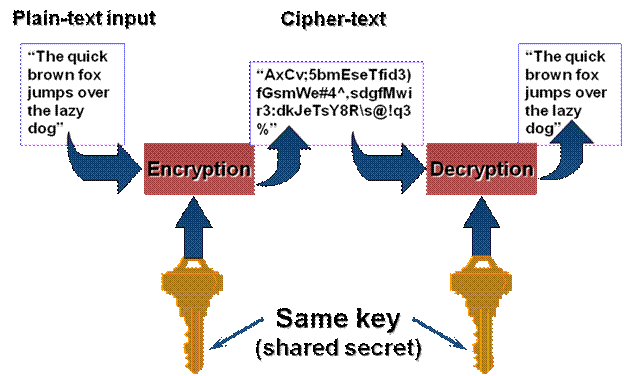 Plain-text input
Cipher-text
“The quick
brown fox
jumps over
the lazy
dog”
“AxCv;5bmEseTfid3)
fGsmWe#4^,sdgfMwi
r3:dkJeTsY8R\s@!q3
%”
“The quick
brown fox
jumps over
the lazy
dog”
Encryption
Decryption
Same key
(shared secret)